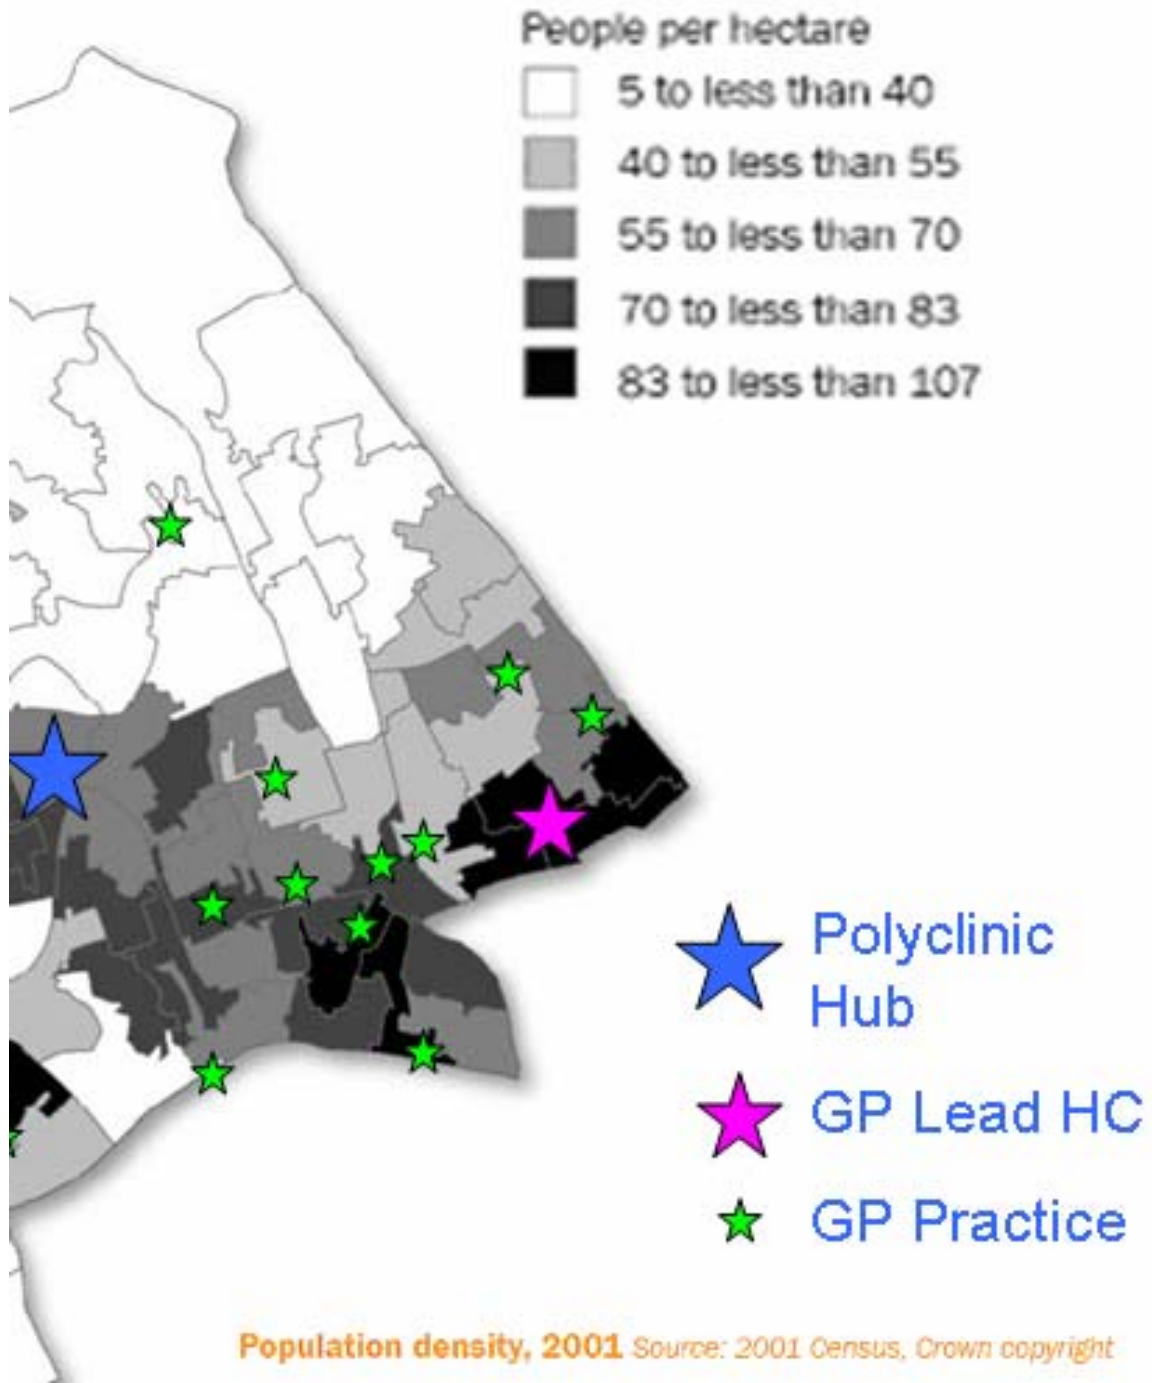 People per hectare
5 to less than 40
40 to less than 55
55 to less than 70
70 to less than 83
83 to less than 107
Polyclinic
Hub
GP Lead HC
GP Practice
Population density, 2001 Source: 2001 Census, Crown copyright